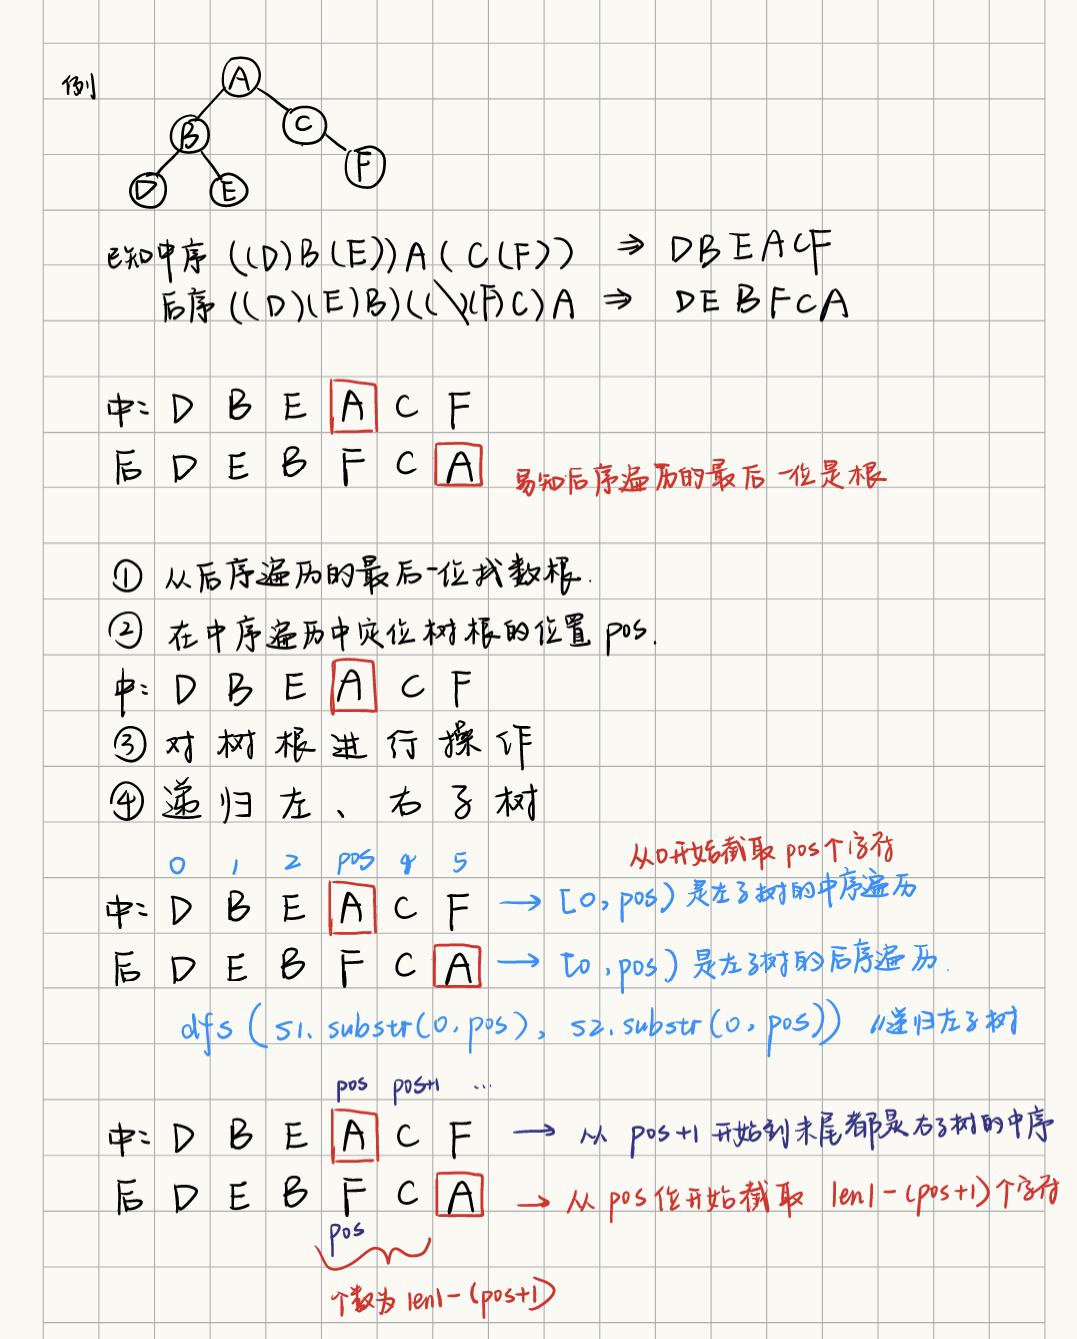 例
A
B C
D E F
已知中序 ((D)B(E))A(C(F)) ⇒ DBEACF
后序 ((D)(E)B)((\)(F)C)A ⇒ DEBFCA
中: D B E A C F
后 D E B F C A 易知后序遍历的最后一位是根
① 从后序遍历的最后一位找数根.
② 在中序遍历中定位树根的位置 pos.
中: D B E A C F
③ 对树根进行操作
④ 递归左、右子树
从0开始截取 pos个字符
0 1 2 pos 4 5
中: D B E A C F → [0, pos) 是左子树的中序遍历
后 D E B F C A → [0, pos) 是左子树的后序遍历.
dfs (s1.substr(0, pos), s2.substr(0, pos)) //递归左子树
pos pos+1 ...
中: D B E A C F → 从 pos+1 开始到末尾都是右子树的中序
后 D E B F C A → 从 pos位开始截取 len1-(pos+1)个字符
pos
个数为 len1-(pos+1)